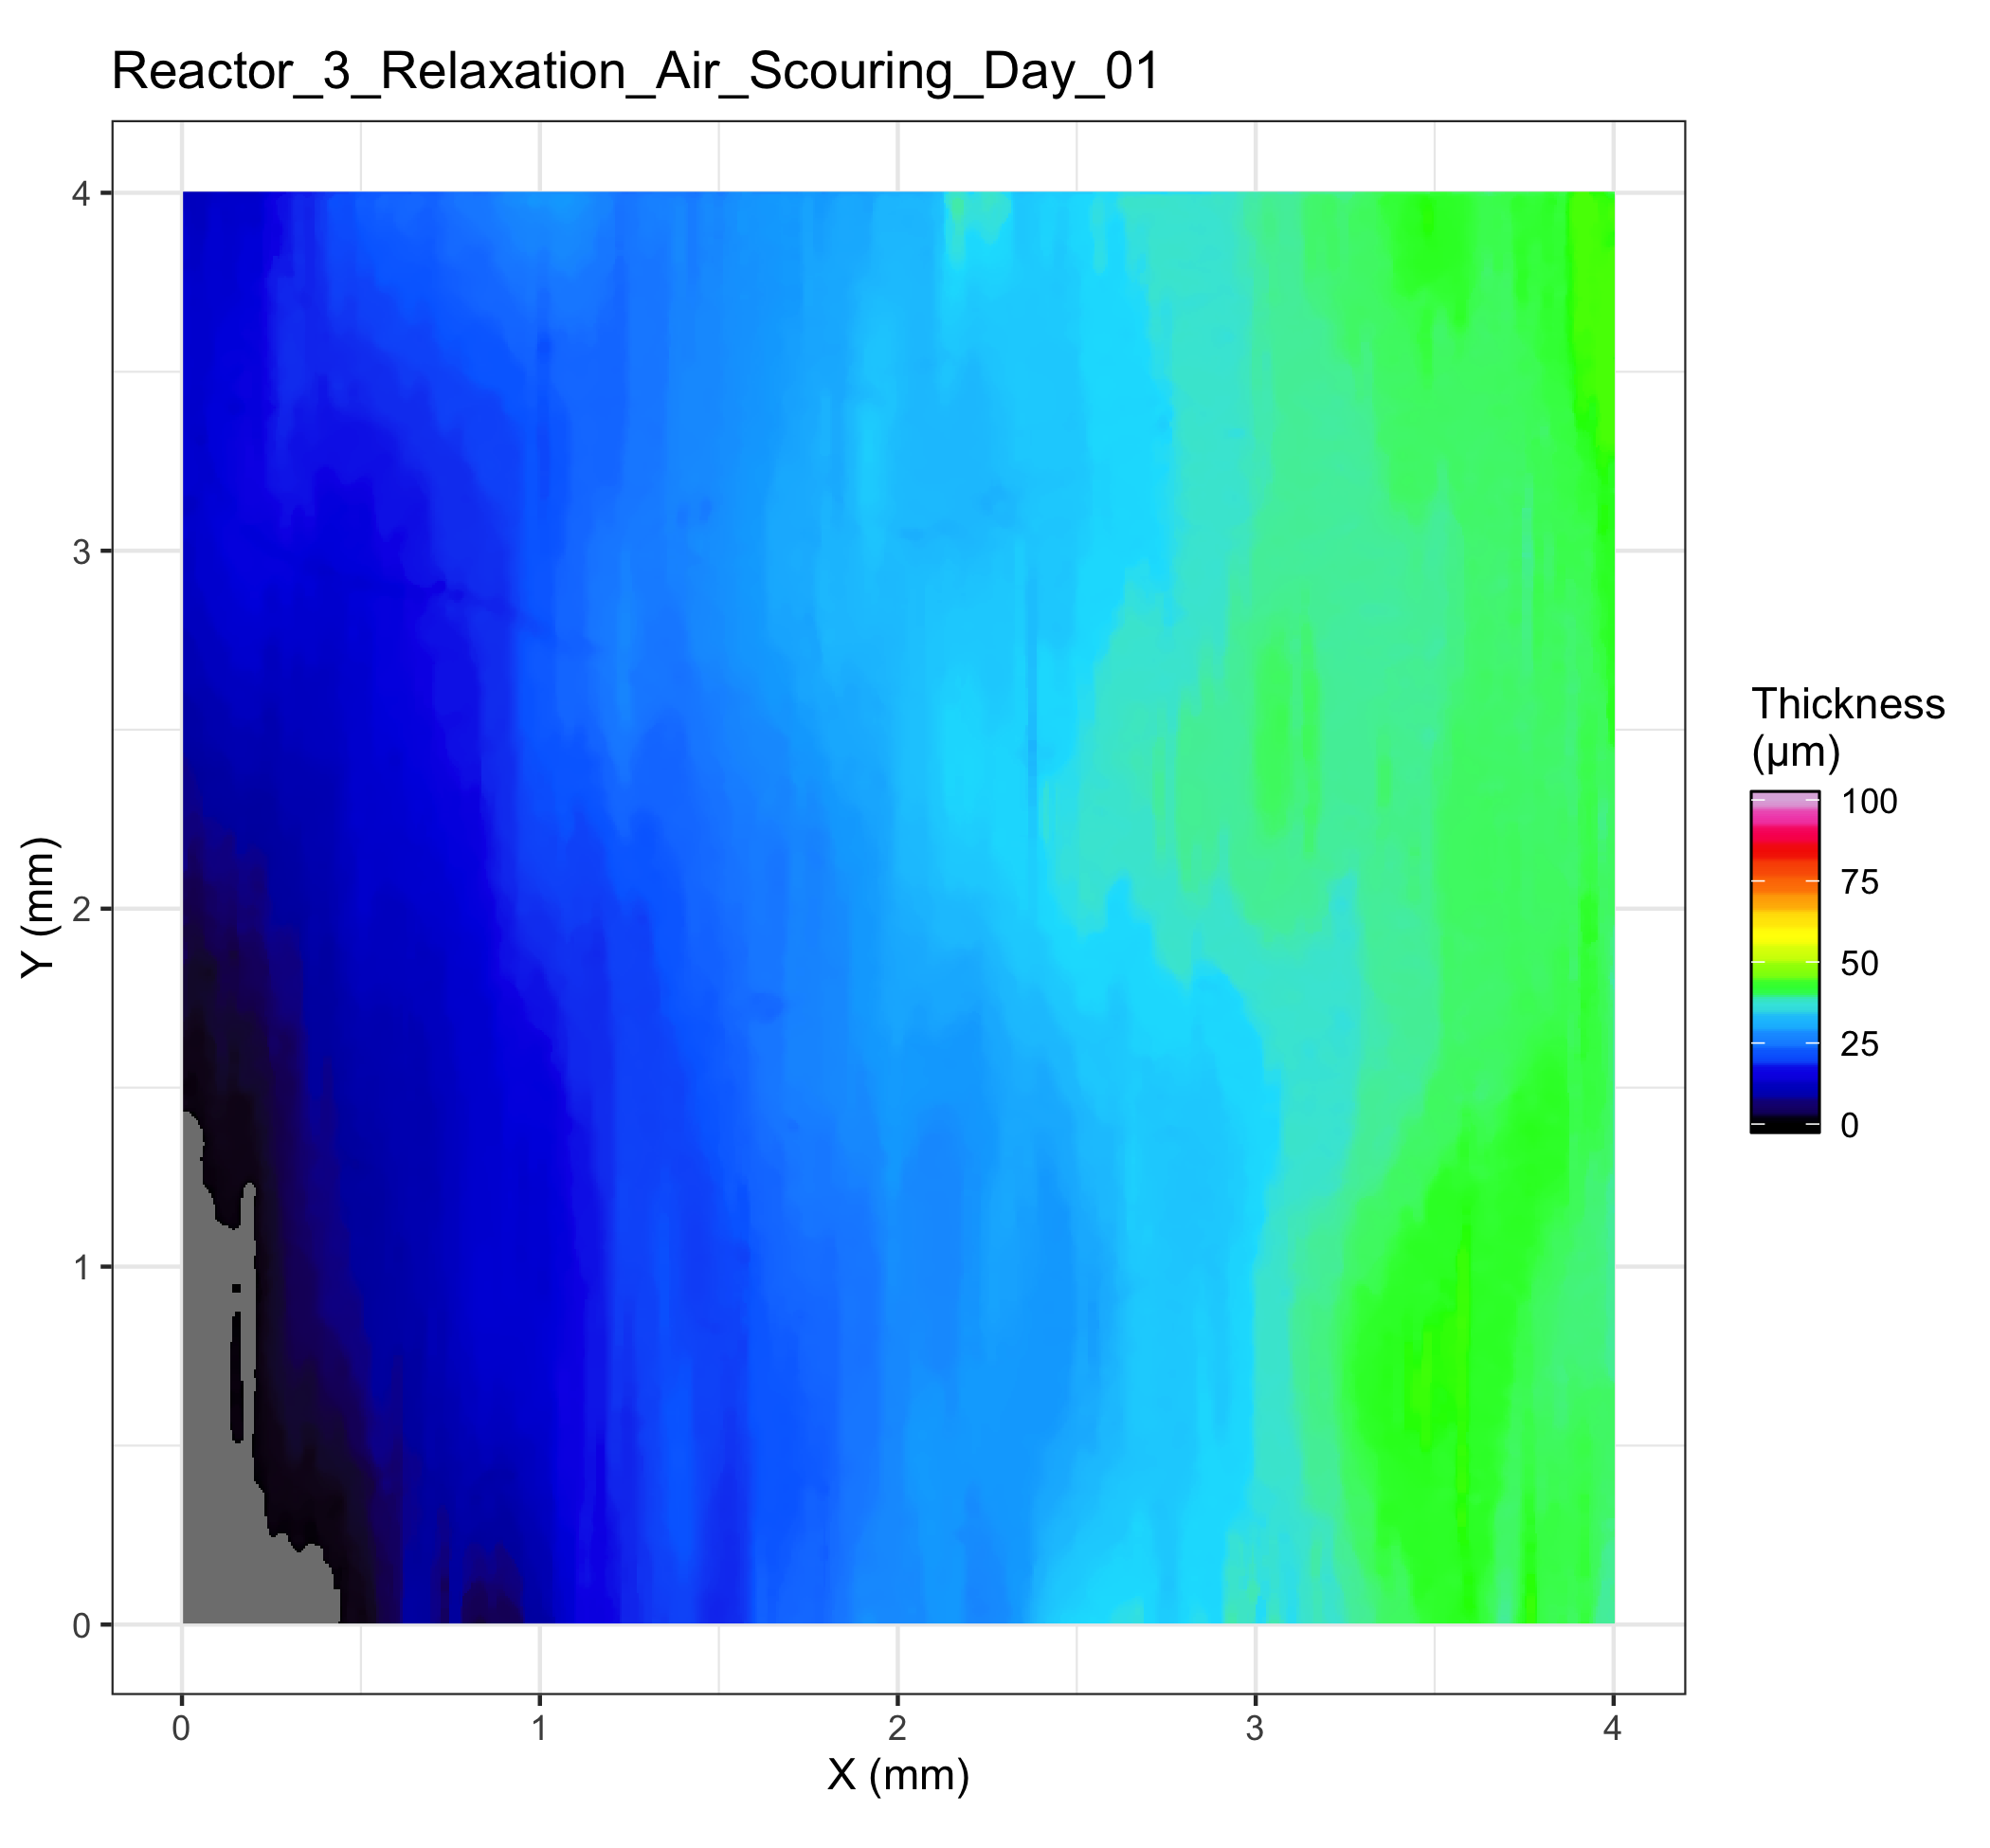 Reactor_3_Relaxation_Air_Scouring_Day_01
4
3
2
1
0
Y (mm)
0 1 2 3 4
X (mm)
Thickness
(µm)
100
75
50
25
0